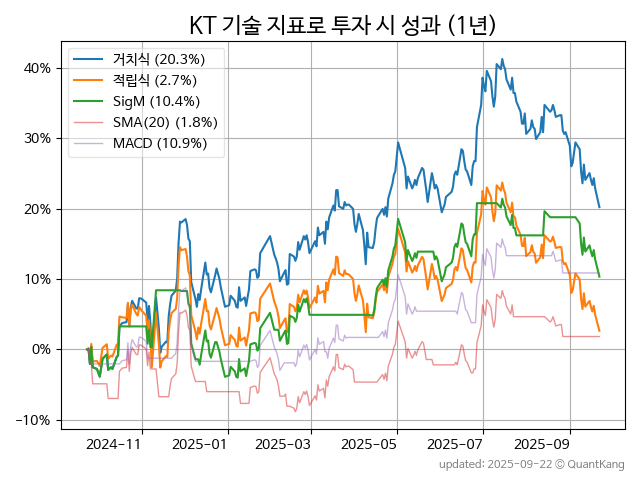 KT 기술 지표로 투자 시 성과 (1년)
거치식 (20.3%)
적립식 (2.7%)
SigM (10.4%)
SMA(20) (1.8%)
MACD (10.9%)
40%
30%
20%
10%
0%
−10%
2024-11
2025-01
2025-03
2025-05
2025-07
2025-09
updated: 2025-09-22 © QuantKang